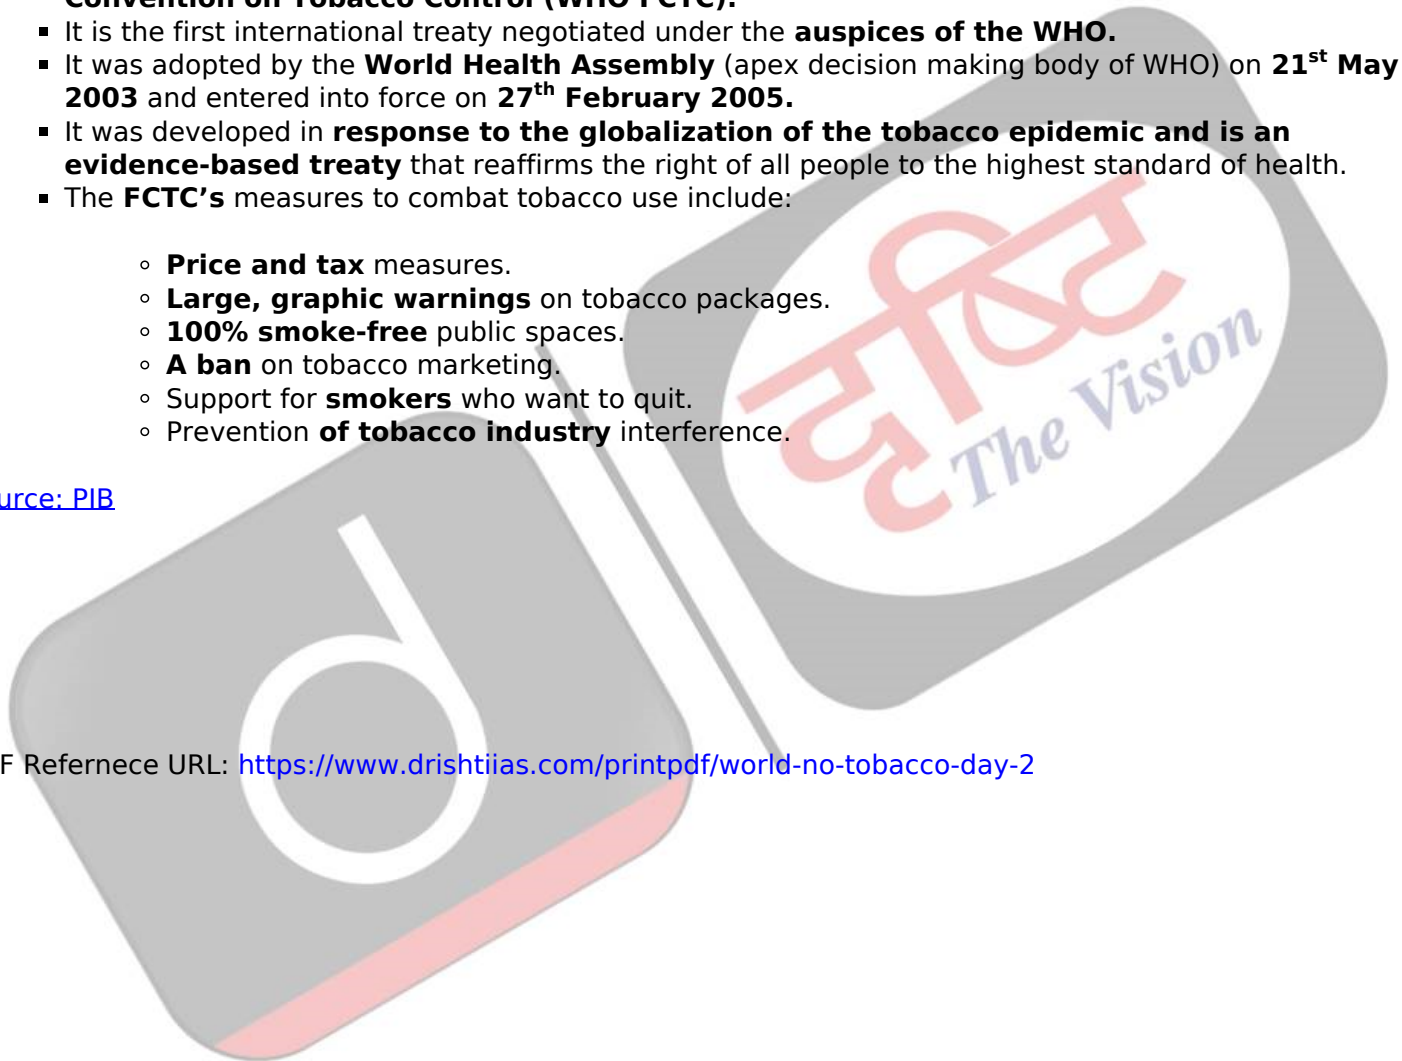 Convention on Tobacco Control (WHO FCTC).
▪ It is the first international treaty negotiated under the auspices of the WHO.
▪ It was adopted by the World Health Assembly (apex decision making body of WHO) on 21st May
2003 and entered into force on 27th February 2005.
▪ It was developed in response to the globalization of the tobacco epidemic and is an
evidence-based treaty that reaffirms the right of all people to the highest standard of health.
▪ The FCTC’s measures to combat tobacco use include:
◦ Price and tax measures.
◦ Large, graphic warnings on tobacco packages.
◦ 100% smoke-free public spaces.
◦ A ban on tobacco marketing.
◦ Support for smokers who want to quit.
◦ Prevention of tobacco industry interference.
दृष्टि
The Vision
urce: PIB
d
F Refernece URL: https://www.drishtiias.com/printpdf/world-no-tobacco-day-2